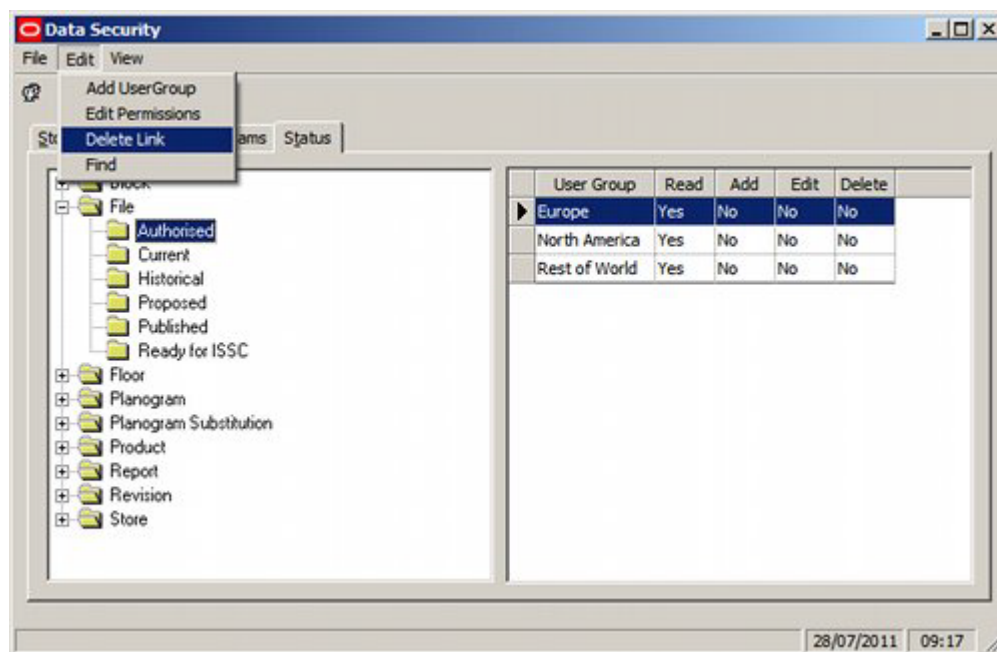 Data Security
File Edit View
Add UserGroup
Edit Permissions
Delete Link
Find
Status
Block
File
Authorised
Current
Historical
Proposed
Published
Ready for ISSC
Floor
Planogram
Planogram Substitution
Product
Report
Revision
Store
User Group Read Add Edit Delete
Europe Yes No No No
North America Yes No No No
Rest of World Yes No No No
28/07/2011 09:17